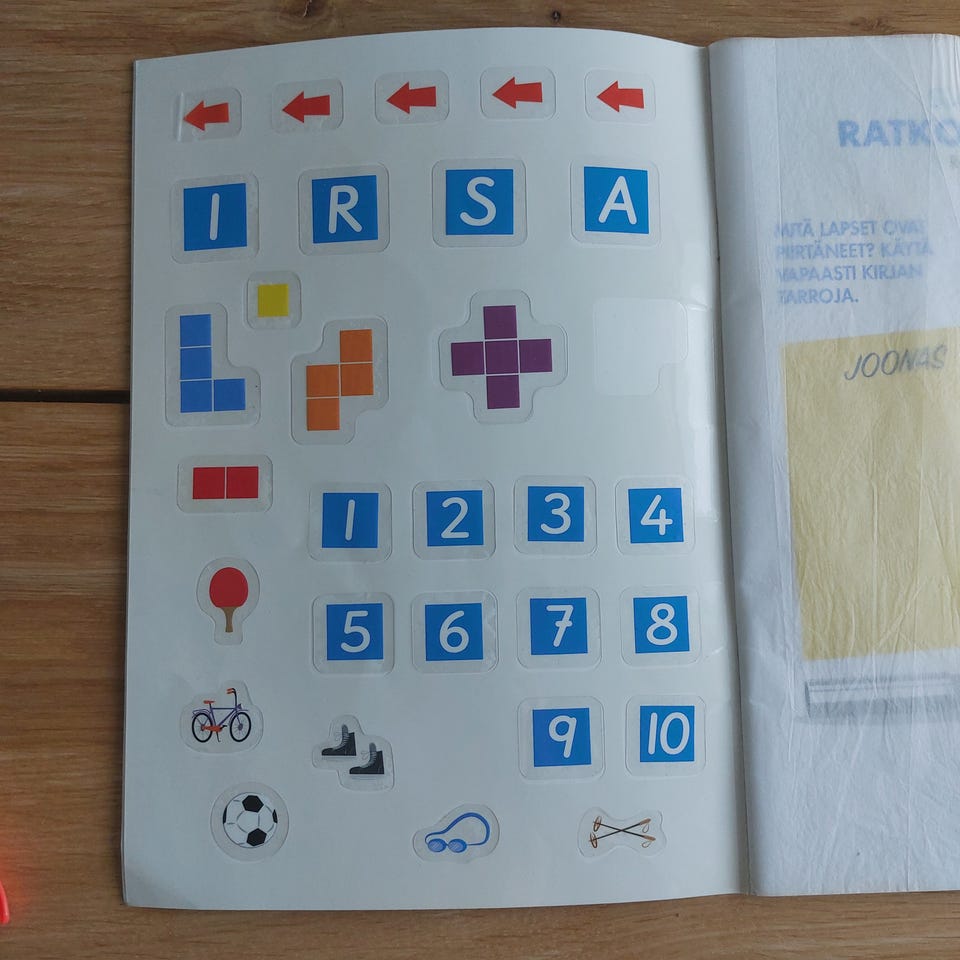 I R S A
1 2 3 4
5 6 7 8
9 10
MITÄ LAPSET OVAT
PIIRTÄNEET? KÄYTÄ
VAPAASTI KIRJAN
TARROJA.
JOONAS